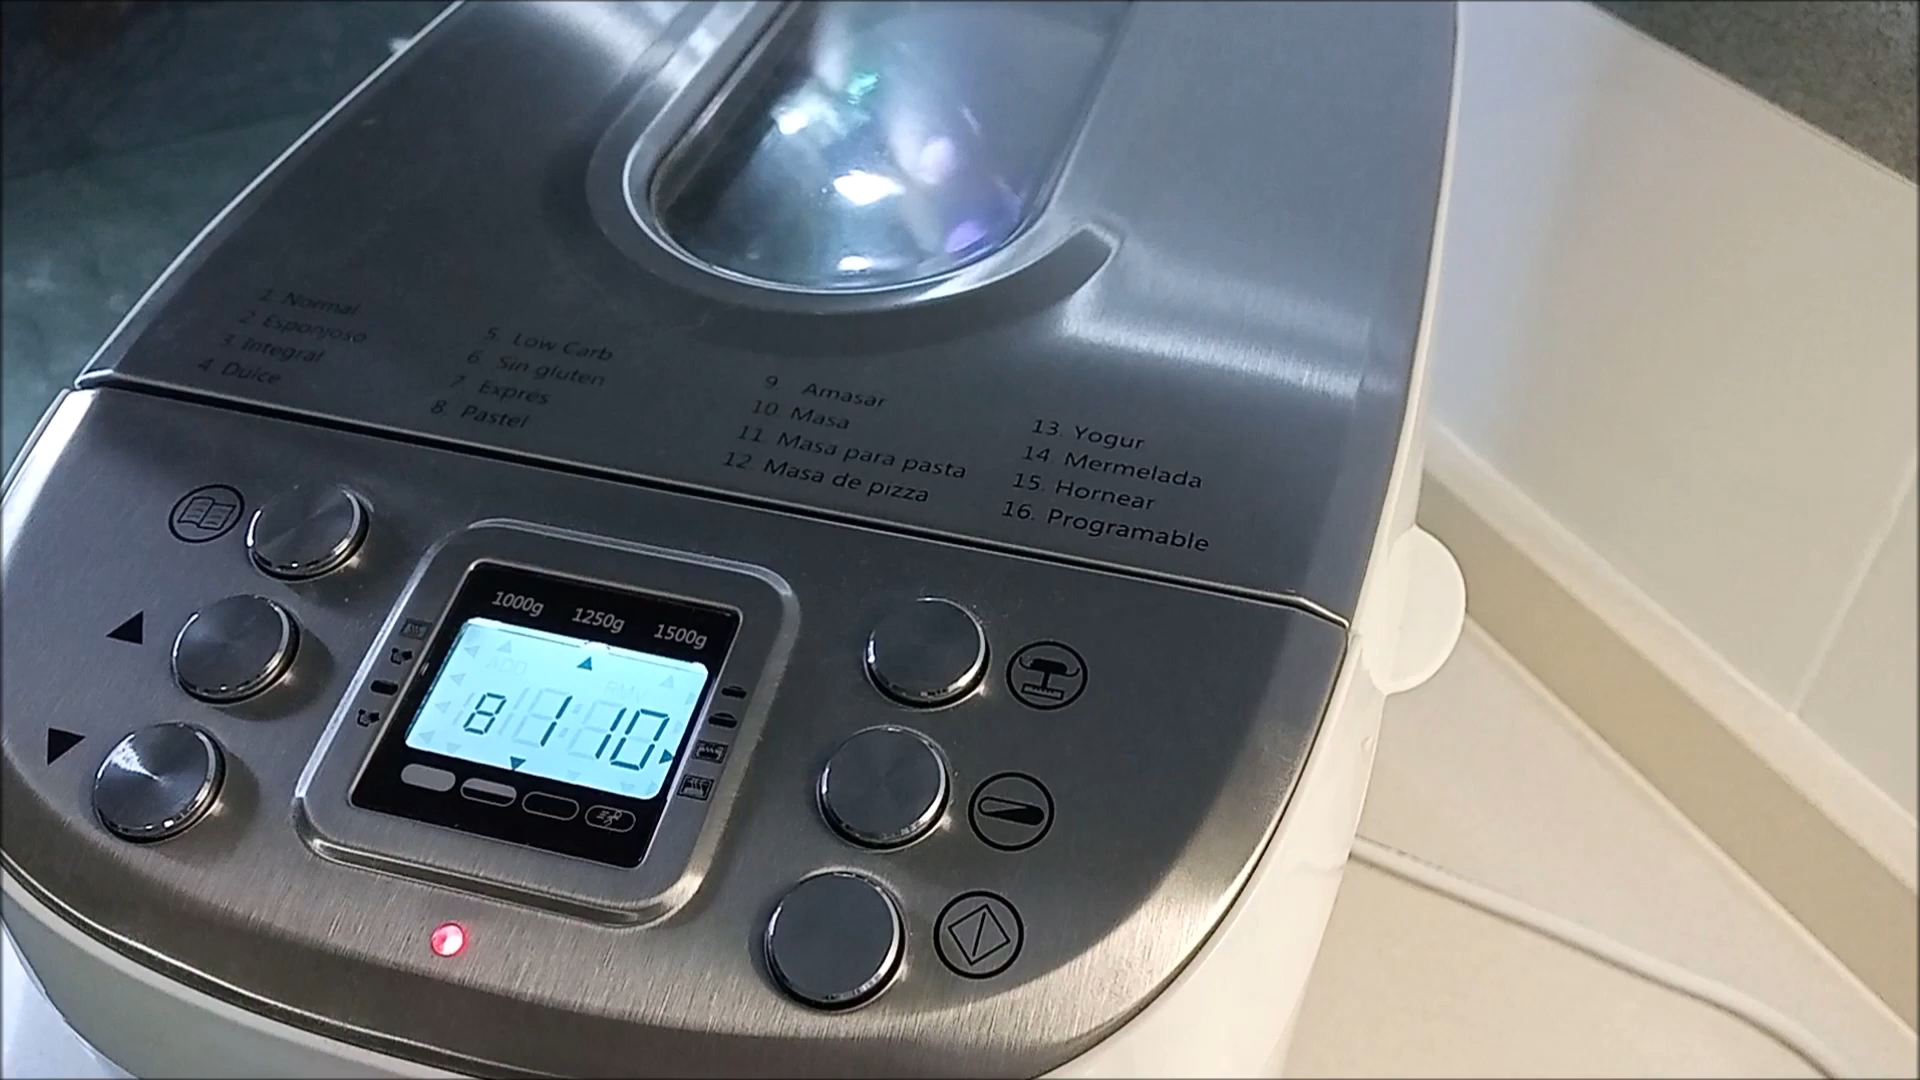 1. Normal
2. Esponjoso
3. Integral
4. Dulce
5. Low Carb
6. Sin gluten
7. Exprés
8. Pastel
9. Amasar
10. Masa
11. Masa para pasta
12. Masa de pizza
13. Yogur
14. Mermelada
15. Hornear
16. Programable
1000g 1250g 1500g
8 1 10